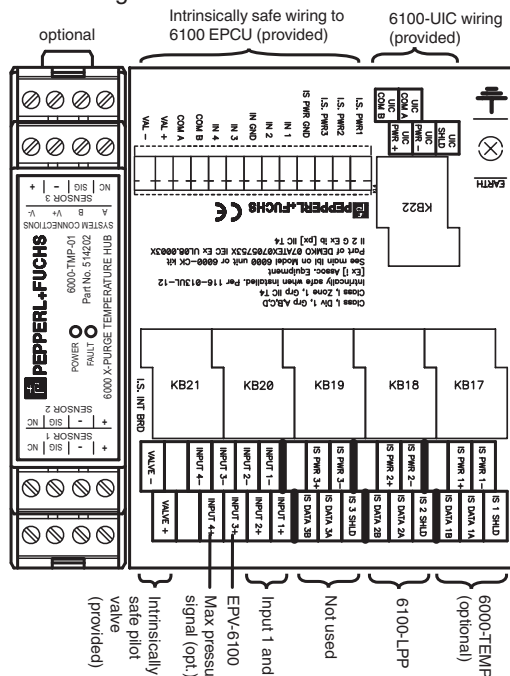 optional
Intrinsically safe wiring to
6100 EPCU (provided)
6100-UIC wiring
(provided)
VAL -
VAL +
COM A
COM B
IN 4
IN 3
IN GND
IN 2
IN 1
IS PWR GND
I.S. PWR3
I.S. PWR2
I.S. PWR1
UIC
COM B
UIC
COM A
UIC
PWR +
UIC
PWR -
UIC
SHLD
EARTH
KB22
PEPPERL+FUCHS CE
II 2 G Ex ib [px] IIC T4
Part of DEMKO 07ATEX0705753X IEC Ex UL08.0003X
See main lbl on Model 6000 unit or 6000-CK kit
[Ex i] Assoc. Equipment
Intrinsically safe when installed. Per 116-013UL-12
Class I, Zone 1, Grp IIC T4
Class I, Div 1, Grp A,B,C,D
NC SIG - +
SENSOR 3
A B V+ V-
SYSTEM CONNECTIONS
6000-TMP-01
Part No. 514202
6000 X-PURGE TEMPERATURE HUB
PEPPERL+FUCHS
POWER
FAULT
SENSOR 2
NC SIG - +
SENSOR 1
NC SIG - +
I.S. INT BRD
KB21
KB20
KB19
KB18
KB17
VALVE -
INPUT 4-
INPUT 3-
INPUT 2-
INPUT 1-
IS PWR 3+
IS PWR 3-
IS PWR 2+
IS PWR 2-
IS PWR 1+
IS PWR 1-
VALVE +
INPUT 4+
INPUT 3+
INPUT 2+
INPUT 1+
IS DATA 3B
IS DATA 3A
IS 3 SHLD
IS DATA 2B
IS DATA 2A
IS 2 SHLD
IS DATA 1B
IS DATA 1A
IS 1 SHLD
Intrinsically
safe pilot
valve
(provided)
Max pressu
signal (opt.)
EPV-6100
Input 1 and
Not used
6100-LPP
6000-TEMP
(optional)